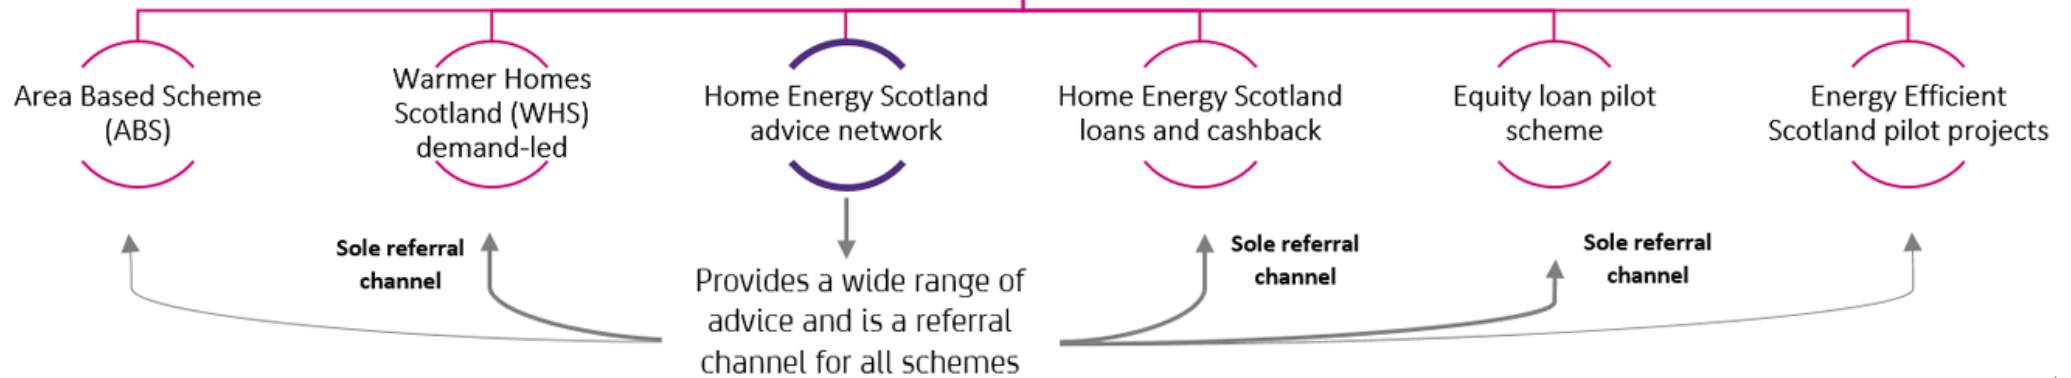 Area Based Scheme
(ABS)
Warmer Homes
Scotland (WHS)
demand-led
Home Energy Scotland
advice network
Home Energy Scotland
loans and cashback
Equity loan pilot
scheme
Energy Efficient
Scotland pilot projects
Sole referral
channel
Provides a wide range of
advice and is a referral
channel for all schemes
Sole referral
channel
Sole referral
channel